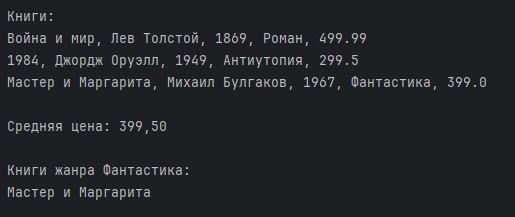 Книги:
Война и мир, Лев Толстой, 1869, Роман, 499.99
1984, Джордж Оруэлл, 1949, Антиутопия, 299.5
Мастер и Маргарита, Михаил Булгаков, 1967, Фантастика, 399.0
Средняя цена: 399,50
Книги жанра Фантастика:
Мастер и Маргарита